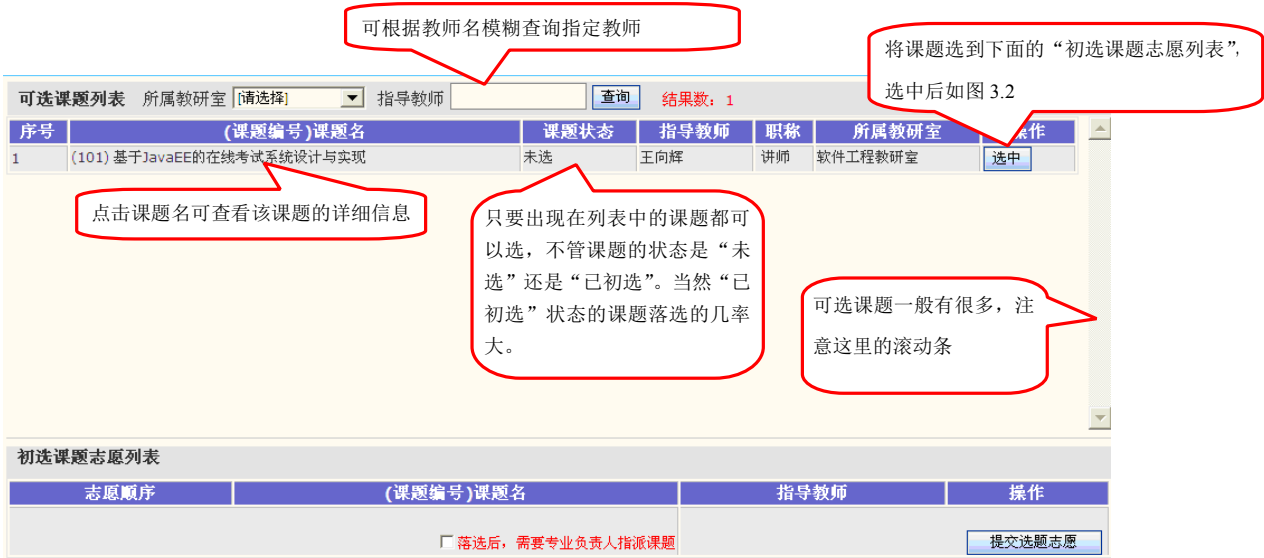 可根据教师名模糊查询指定教师
将课题选到下面的“初选课题志愿列表”,
选中后如图 3.2
可选课题列表 所属教研室 [请选择] 指导教师 查询 结果数：1
序号 (课题编号)课题名 课题状态 指导教师 职称 所属教研室 作
1 (101) 基于JavaEE的在线考试系统设计与实现 未选 王向辉 讲师 软件工程教研室 选中
点击课题名可查看该课题的详细信息
只要出现在列表中的课题都可
以选，不管课题的状态是“未
选”还是“已初选”。当然“已
初选”状态的课题落选的几率
大。
可选课题一般有很多，注
意这里的滚动条
初选课题志愿列表
志愿顺序 (课题编号)课题名 指导教师 操作
落选后，需要专业负责人指派课题 提交选题志愿